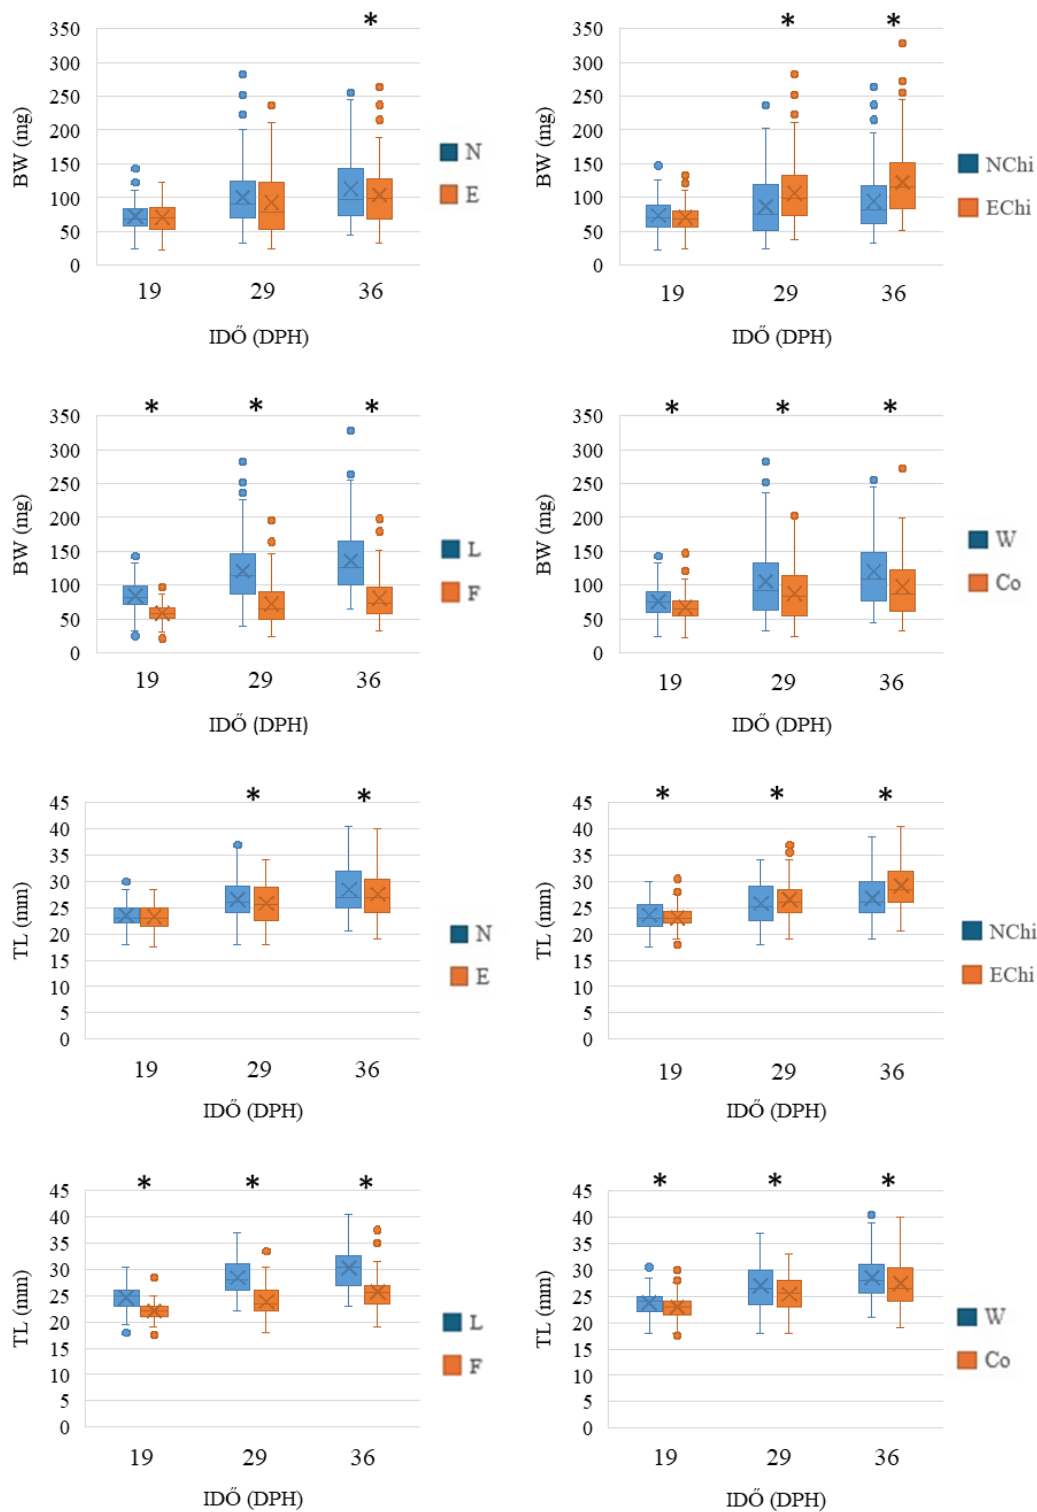 *
350
300
250
200
150
100
50
0
BW (mg)
19 29 36
IDŐ (DPH)
N
E
* *
350
300
250
200
150
100
50
0
BW (mg)
19 29 36
IDŐ (DPH)
NChi
EChi
* * *
350
300
250
200
150
100
50
0
BW (mg)
19 29 36
IDŐ (DPH)
L
F
* * *
350
300
250
200
150
100
50
0
BW (mg)
19 29 36
IDŐ (DPH)
W
Co
* *
45
40
35
30
25
20
15
10
5
0
TL (mm)
19 29 36
IDŐ (DPH)
N
E
* * *
45
40
35
30
25
20
15
10
5
0
TL (mm)
19 29 36
IDŐ (DPH)
NChi
EChi
* * *
45
40
35
30
25
20
15
10
5
0
TL (mm)
19 29 36
IDŐ (DPH)
L
F
* * *
45
40
35
30
25
20
15
10
5
0
TL (mm)
19 29 36
IDŐ (DPH)
W
Co